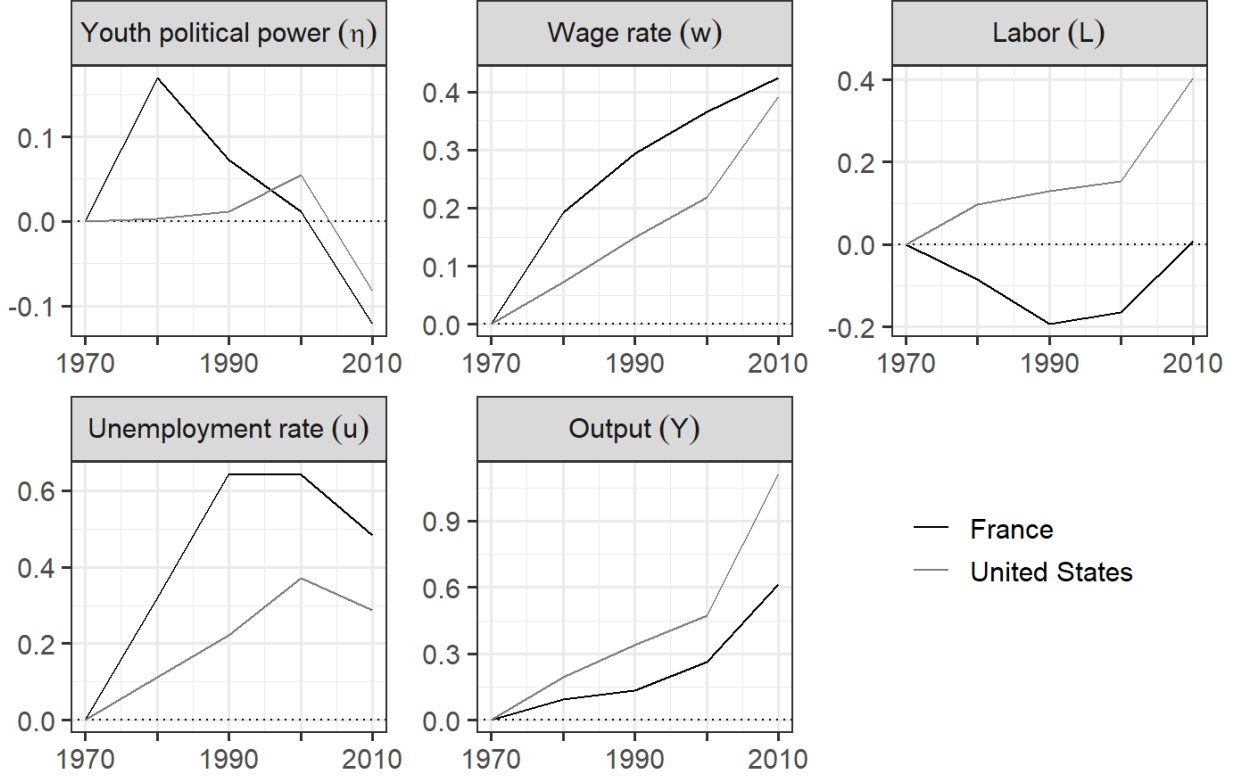 Youth political power (η)
0.1
0.0
-0.1
1970 1990 2010
Wage rate (w)
0.4
0.3
0.2
0.1
0.0
1970 1990 2010
Labor (L)
0.4
0.2
0.0
-0.2
1970 1990 2010
Unemployment rate (u)
0.6
0.4
0.2
0.0
1970 1990 2010
Output (Y)
0.9
0.6
0.3
0.0
1970 1990 2010
France
United States